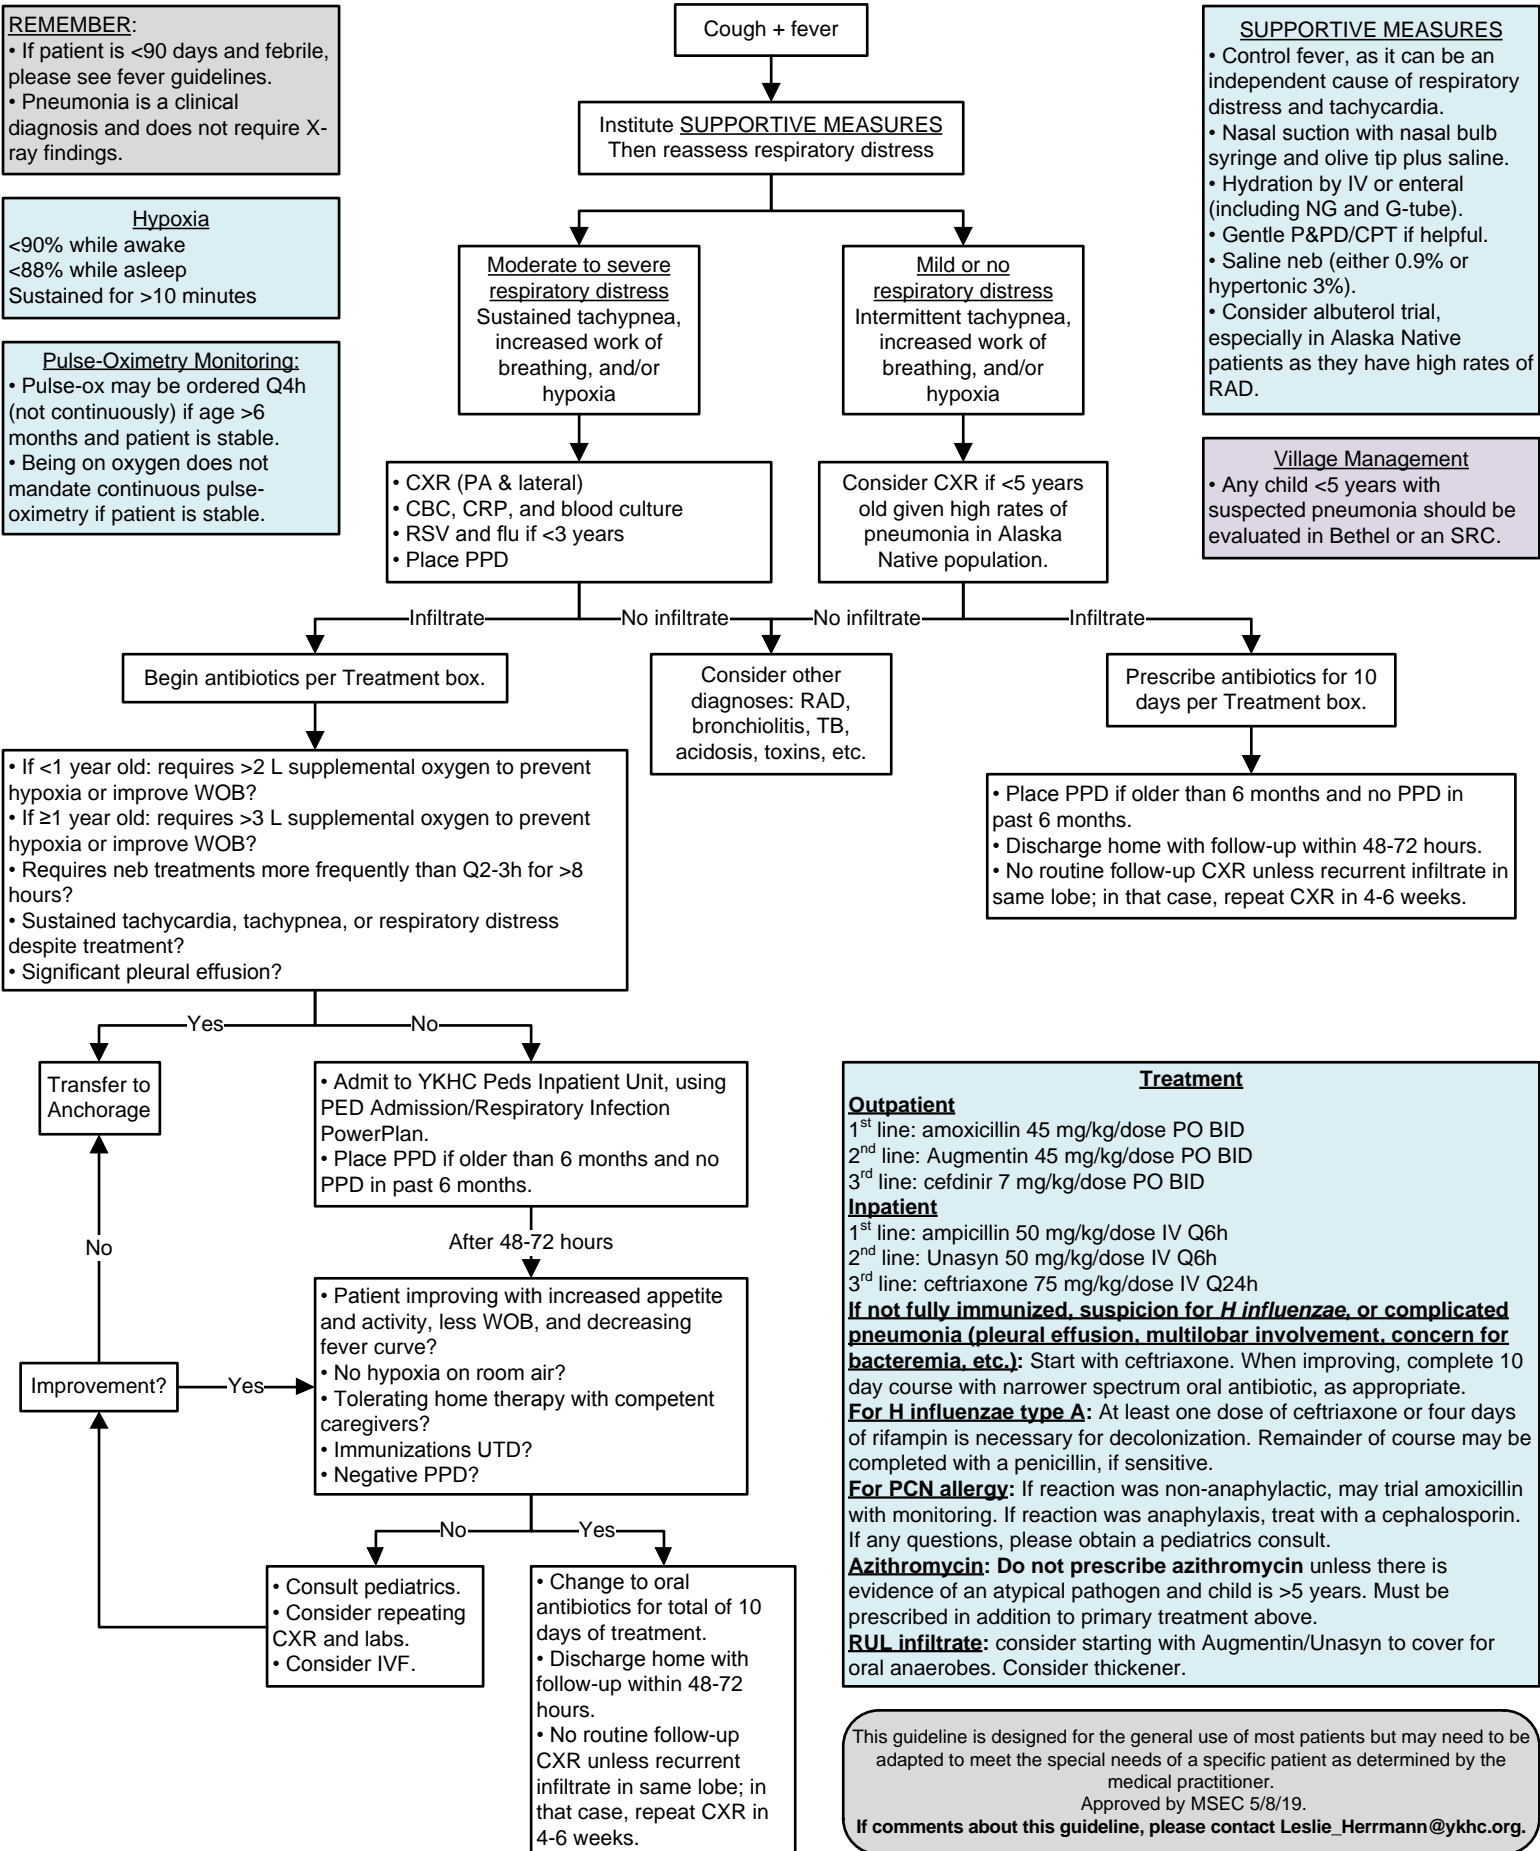 REMEMBER:
• If patient is <90 days and febrile,
please see fever guidelines.
• Pneumonia is a clinical
diagnosis and does not require X-
ray findings.
Hypoxia
<90% while awake
<88% while asleep
Sustained for >10 minutes
Pulse-Oximetry Monitoring:
• Pulse-ox may be ordered Q4h
(not continuously) if age >6
months and patient is stable.
• Being on oxygen does not
mandate continuous pulse-
oximetry if patient is stable.
Cough + fever
Institute SUPPORTIVE MEASURES
Then reassess respiratory distress
SUPPORTIVE MEASURES
• Control fever, as it can be an
independent cause of respiratory
distress and tachycardia.
• Nasal suction with nasal bulb
syringe and olive tip plus saline.
• Hydration by IV or enteral
(including NG and G-tube).
• Gentle P&PD/CPT if helpful.
• Saline neb (either 0.9% or
hypertonic 3%).
• Consider albuterol trial,
especially in Alaska Native
patients as they have high rates of
RAD.
Village Management
• Any child <5 years with
suspected pneumonia should be
evaluated in Bethel or an SRC.
Moderate to severe
respiratory distress
Sustained tachypnea,
increased work of
breathing, and/or
hypoxia
Mild or no
respiratory distress
Intermittent tachypnea,
increased work of
breathing, and/or
hypoxia
• CXR (PA & lateral)
• CBC, CRP, and blood culture
• RSV and flu if <3 years
• Place PPD
Consider CXR if <5 years
old given high rates of
pneumonia in Alaska
Native population.
Infiltrate
No infiltrate
No infiltrate
Infiltrate
Begin antibiotics per Treatment box.
Consider other
diagnoses: RAD,
bronchiolitis, TB,
acidosis, toxins, etc.
Prescribe antibiotics for 10
days per Treatment box.
• If <1 year old: requires >2 L supplemental oxygen to prevent
hypoxia or improve WOB?
• If ≥1 year old: requires >3 L supplemental oxygen to prevent
hypoxia or improve WOB?
• Requires neb treatments more frequently than Q2-3h for >8
hours?
• Sustained tachycardia, tachypnea, or respiratory distress
despite treatment?
• Significant pleural effusion?
• Place PPD if older than 6 months and no PPD in
past 6 months.
• Discharge home with follow-up within 48-72 hours.
• No routine follow-up CXR unless recurrent infiltrate in
same lobe; in that case, repeat CXR in 4-6 weeks.
Yes
No
Transfer to
Anchorage
• Admit to YKHC Peds Inpatient Unit, using
PED Admission/Respiratory Infection
PowerPlan.
• Place PPD if older than 6 months and no
PPD in past 6 months.
No
After 48-72 hours
Improvement?
Yes
• Patient improving with increased appetite
and activity, less WOB, and decreasing
fever curve?
• No hypoxia on room air?
• Tolerating home therapy with competent
caregivers?
• Immunizations UTD?
• Negative PPD?
No
Yes
• Consult pediatrics.
• Consider repeating
CXR and labs.
• Consider IVF.
• Change to oral
antibiotics for total of 10
days of treatment.
• Discharge home with
follow-up within 48-72
hours.
• No routine follow-up
CXR unless recurrent
infiltrate in same lobe; in
that case, repeat CXR in
4-6 weeks.
Treatment
Outpatient
1st line: amoxicillin 45 mg/kg/dose PO BID
2nd line: Augmentin 45 mg/kg/dose PO BID
3rd line: cefdinir 7 mg/kg/dose PO BID
Inpatient
1st line: ampicillin 50 mg/kg/dose IV Q6h
2nd line: Unasyn 50 mg/kg/dose IV Q6h
3rd line: ceftriaxone 75 mg/kg/dose IV Q24h
If not fully immunized, suspicion for H influenzae, or complicated
pneumonia (pleural effusion, multilobar involvement, concern for
bacteremia, etc.): Start with ceftriaxone. When improving, complete 10
day course with narrower spectrum oral antibiotic, as appropriate.
For H influenzae type A: At least one dose of ceftriaxone or four days
of rifampin is necessary for decolonization. Remainder of course may be
completed with a penicillin, if sensitive.
For PCN allergy: If reaction was non-anaphylactic, may trial amoxicillin
with monitoring. If reaction was anaphylaxis, treat with a cephalosporin.
If any questions, please obtain a pediatrics consult.
Azithromycin: Do not prescribe azithromycin unless there is
evidence of an atypical pathogen and child is >5 years. Must be
prescribed in addition to primary treatment above.
RUL infiltrate: consider starting with Augmentin/Unasyn to cover for
oral anaerobes. Consider thickener.
This guideline is designed for the general use of most patients but may need to be
adapted to meet the special needs of a specific patient as determined by the
medical practitioner.
Approved by MSEC 5/8/19.
If comments about this guideline, please contact Leslie_Herrmann@ykhc.org.